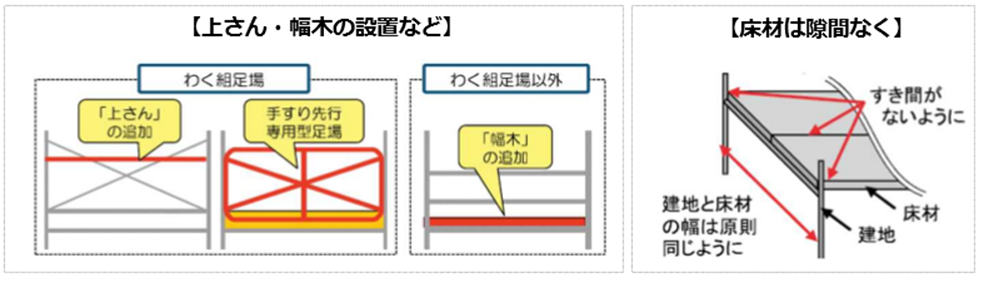 【上さん・幅木の設置など】
わく組足場
「上さん」
の追加
手すり先行
専用型足場
わく組足場以外
「幅木」
の追加
【床材は隙間なく】
すき間が
ないように
建地と床材
の幅は原則
同じように
床材
建地